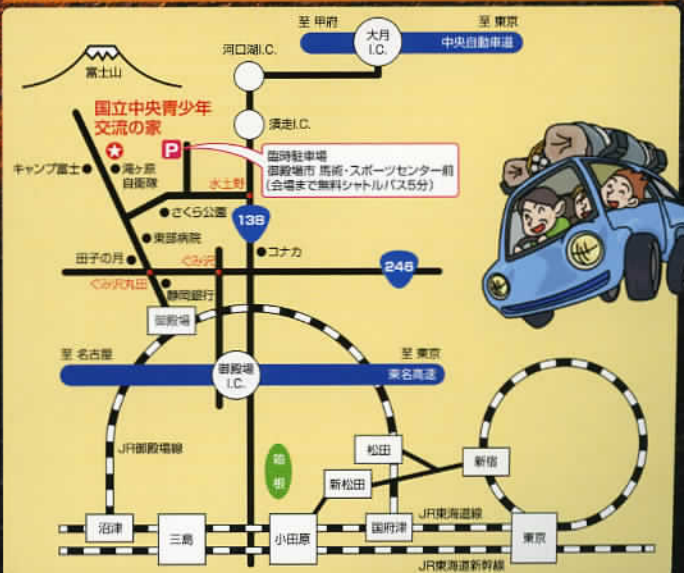 至 甲府
至 東京
大月
I.C.
中央自動車道
河口湖I.C.
富士山
須走I.C.
国立中央青少年
交流の家
P
臨時駐車場
御殿場市 馬術・スポーツセンター前
(会場まで無料シャトルバス5分)
キャンプ富士
滝ヶ原
自衛隊
水土野
さくら公園
138
東部病院
コナカ
田子の月
ぐみ沢
246
ぐみ沢丸田
静岡銀行
御殿場
至 名古屋
至 東京
御殿場
I.C.
東名高速
JR御殿場線
箱
根
松田
新宿
新松田
沼津
三島
小田原
国府津
JR東海道線
東京
JR東海道新幹線